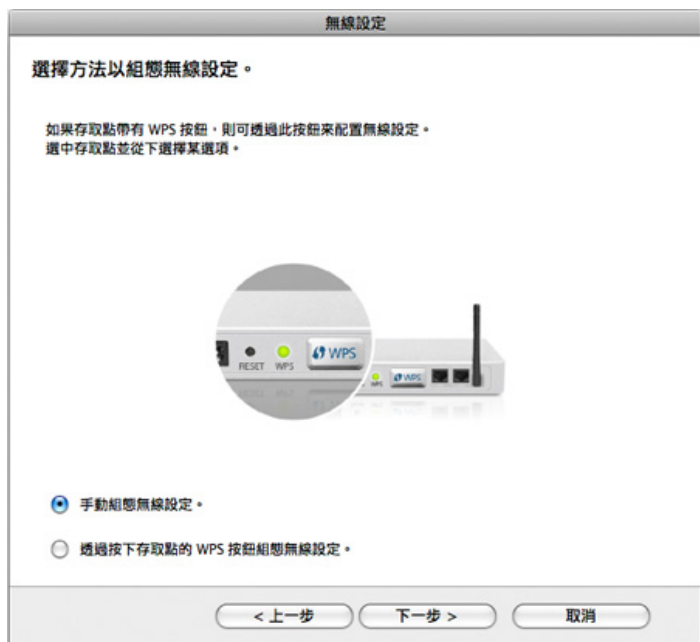 無線設定
選擇方法以組態無線設定。
如果存取點帶有 WPS 按鈕，則可透過此按鈕來配置無線設定。
選中存取點並從下選擇某選項。
RESET WPS WPS
WPS WPS
手動組態無線設定。
透過按下存取點的 WPS 按鈕組態無線設定。
< 上一步 下一步 > 取消